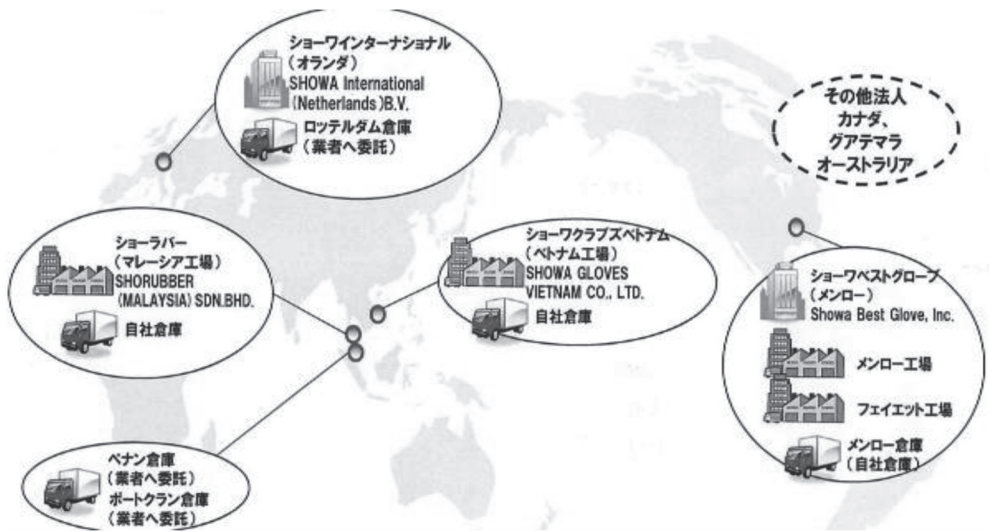 ショーワインターナショナル
(オランダ)
SHOWA International
(Netherlands)B.V.
ロッテルダム倉庫
(業者へ委託)
その他法人
カナダ、
グアテマラ
オーストラリア
ショーラバー
(マレーシア工場)
SHORUBBER
(MALAYSIA) SDN.BHD.
自社倉庫
ショーワクラブズベトナム
(ベトナム工場)
SHOWA GLOVES
VIETNAM CO., LTD.
自社倉庫
ショーワベストグローブ
(メンロー)
Showa Best Glove, Inc.
メンロー工場
フェイエット工場
メンロー倉庫
(自社倉庫)
ペナン倉庫
(業者へ委託)
ポートクラン倉庫
(業者へ委託)